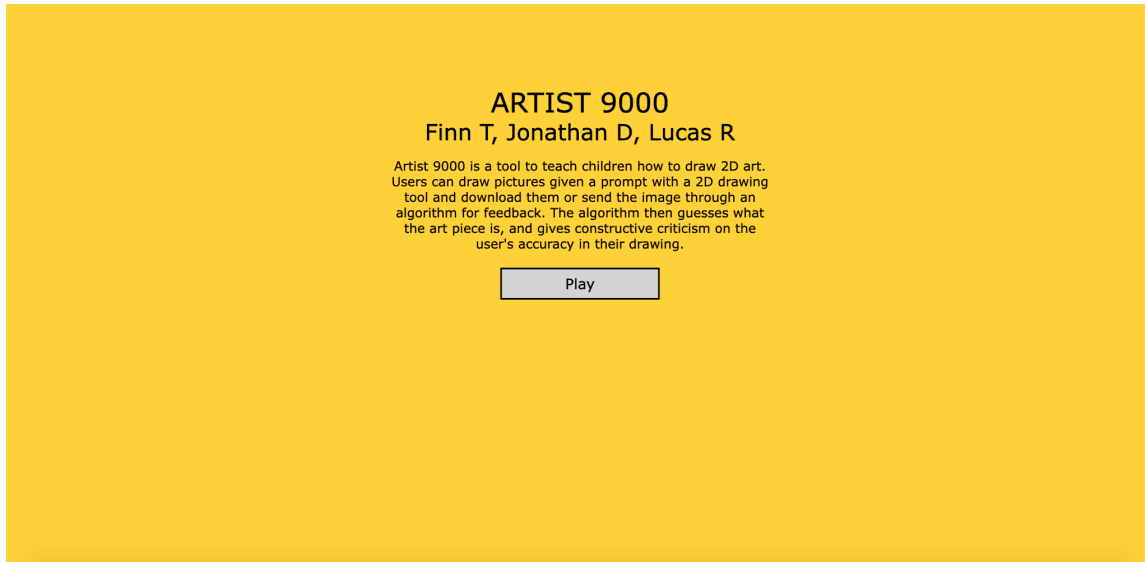 ARTIST 9000
Finn T, Jonathan D, Lucas R
Artist 9000 is a tool to teach children how to draw 2D art.
Users can draw pictures given a prompt with a 2D drawing
tool and download them or send the image through an
algorithm for feedback. The algorithm then guesses what
the art piece is, and gives constructive criticism on the
user's accuracy in their drawing.
Play